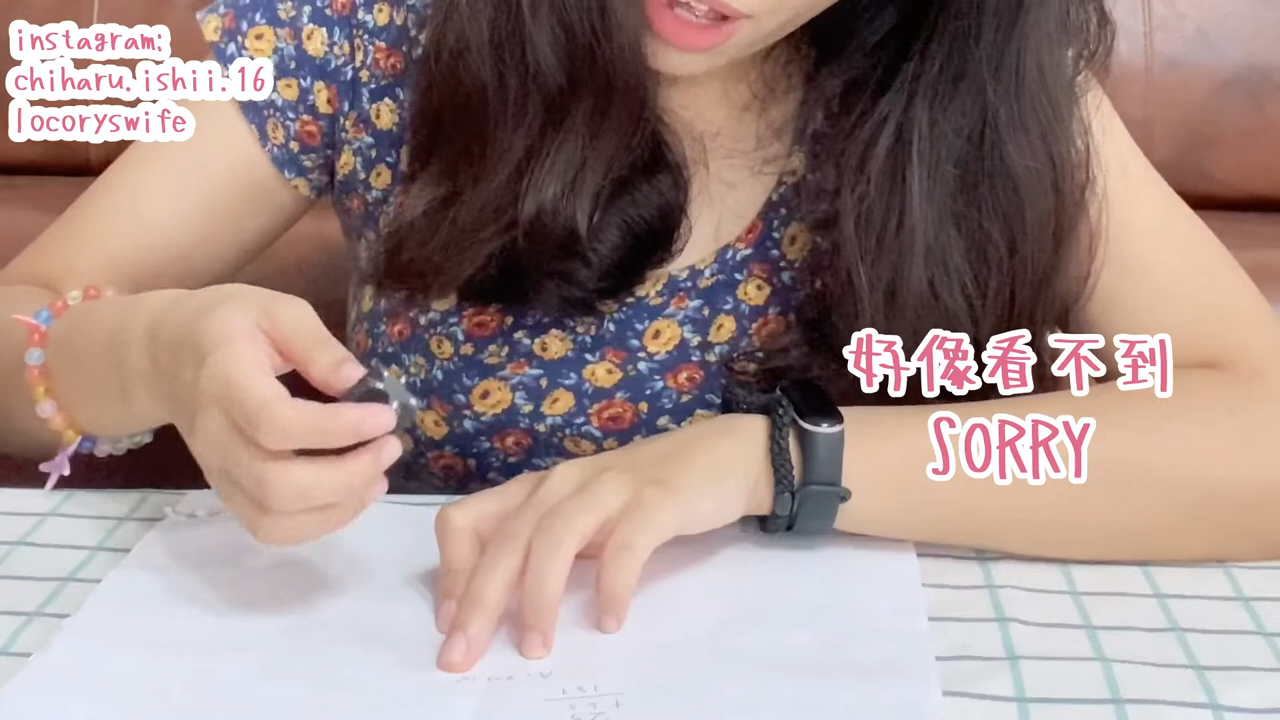 instagram:
chiharu.ishii.16
locoryswife
好像看不到
SORRY